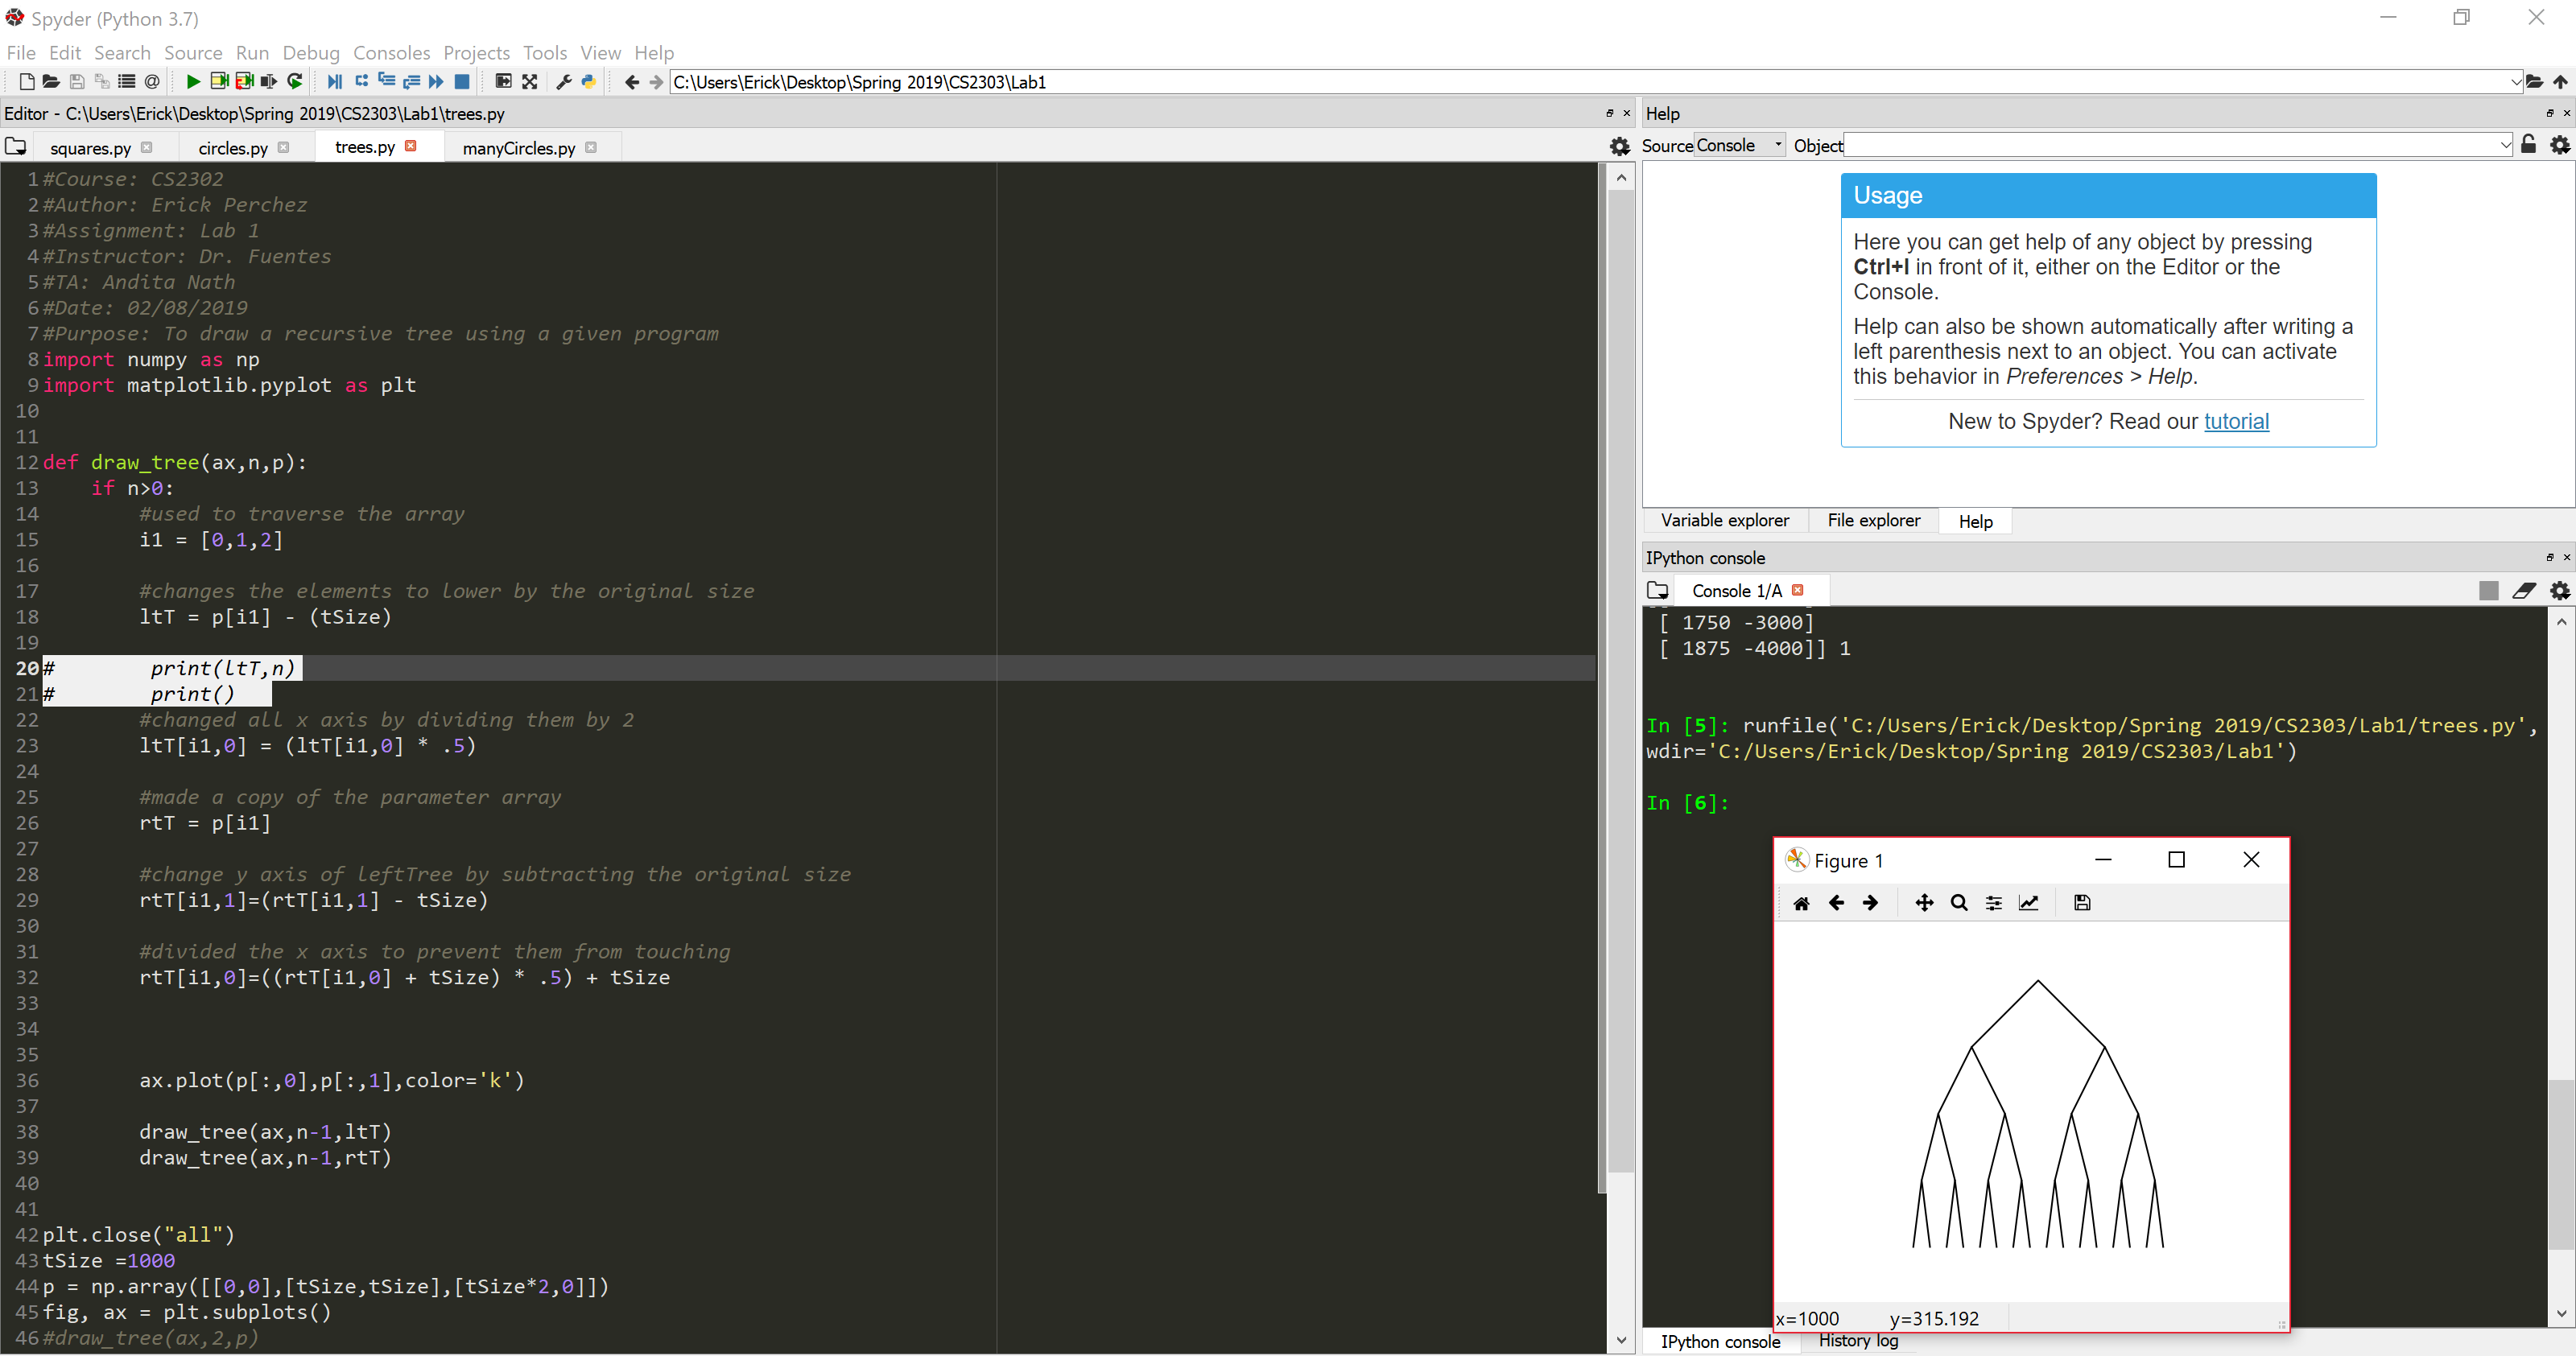 Spyder (Python 3.7)
File Edit Search Source Run Debug Consoles Projects Tools View Help
C:\Users\Erick\Desktop\Spring 2019\CS2303\Lab1
Editor - C:\Users\Erick\Desktop\Spring 2019\CS2303\Lab1\trees.py
squares.py circles.py trees.py manyCircles.py
1 #Course: CS2302
2 #Author: Erick Perchez
3 #Assignment: Lab 1
4 #Instructor: Dr. Fuentes
5 #TA: Andita Nath
6 #Date: 02/08/2019
7 #Purpose: To draw a recursive tree using a given program
8 import numpy as np
9 import matplotlib.pyplot as plt
10
11
12 def draw_tree(ax,n,p):
13     if n>0:
14         #used to traverse the array
15         i1 = [0,1,2]
16
17         #changes the elements to lower by the original size
18         ltT = p[i1] - (tSize)
19
20 #        print(ltT,n)
21 #        print()
22         #changed all x axis by dividing them by 2
23         ltT[i1,0] = (ltT[i1,0] * .5)
24
25         #made a copy of the parameter array
26         rtT = p[i1]
27
28         #change y axis of leftTree by subtracting the original size
29         rtT[i1,1]=(rtT[i1,1] - tSize)
30
31         #divided the x axis to prevent them from touching
32         rtT[i1,0]=((rtT[i1,0] + tSize) * .5) + tSize
33
34
35
36         ax.plot(p[:,0],p[:,1],color='k')
37
38         draw_tree(ax,n-1,ltT)
39         draw_tree(ax,n-1,rtT)
40
41
42 plt.close("all")
43 tSize =1000
44 p = np.array([[0,0],[tSize,tSize],[tSize*2,0]])
45 fig, ax = plt.subplots()
46 #draw_tree(ax,2,p)
Help
Source Console Object
Usage
Here you can get help of any object by pressing
Ctrl+I in front of it, either on the Editor or the
Console.
Help can also be shown automatically after writing a
left parenthesis next to an object. You can activate
this behavior in Preferences > Help.
New to Spyder? Read our tutorial
Variable explorer File explorer Help
IPython console
Console 1/A
[ 1750 -3000]
[ 1875 -4000]] 1
In [5]: runfile('C:/Users/Erick/Desktop/Spring 2019/CS2303/Lab1/trees.py',
wdir='C:/Users/Erick/Desktop/Spring 2019/CS2303/Lab1')
In [6]:
Figure 1
x=1000 y=315.192
IPython console History log